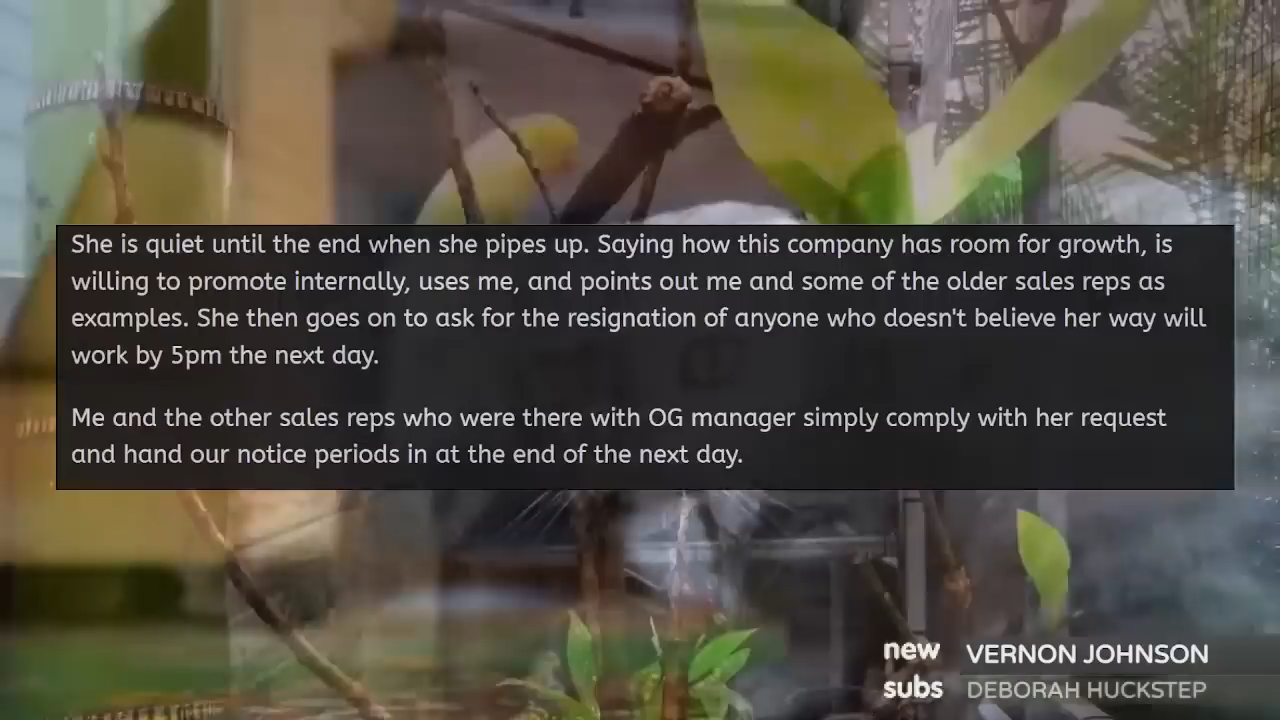 She is quiet until the end when she pipes up. Saying how this company has room for growth, is
willing to promote internally, uses me, and points out me and some of the older sales reps as
examples. She then goes on to ask for the resignation of anyone who doesn't believe her way will
work by 5pm the next day.
Me and the other sales reps who were there with OG manager simply comply with her request
and hand our notice periods in at the end of the next day.
new VERNON JOHNSON
subs DEBORAH HUCKSTEP